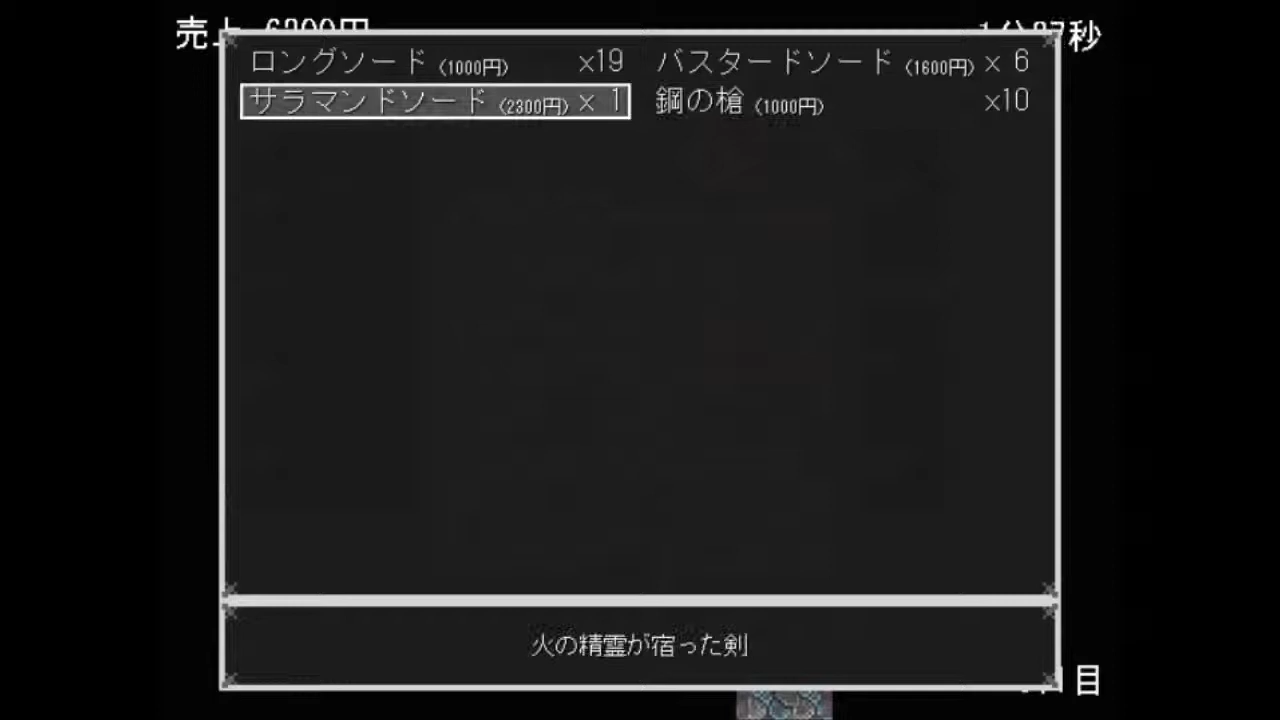 売上
秒
ロングソード (1000円) ×19
バスタードソード (1600円) × 6
サラマンドソード (2300円) × 1
鋼の槍 (1000円) ×10
火の精霊が宿った剣
目